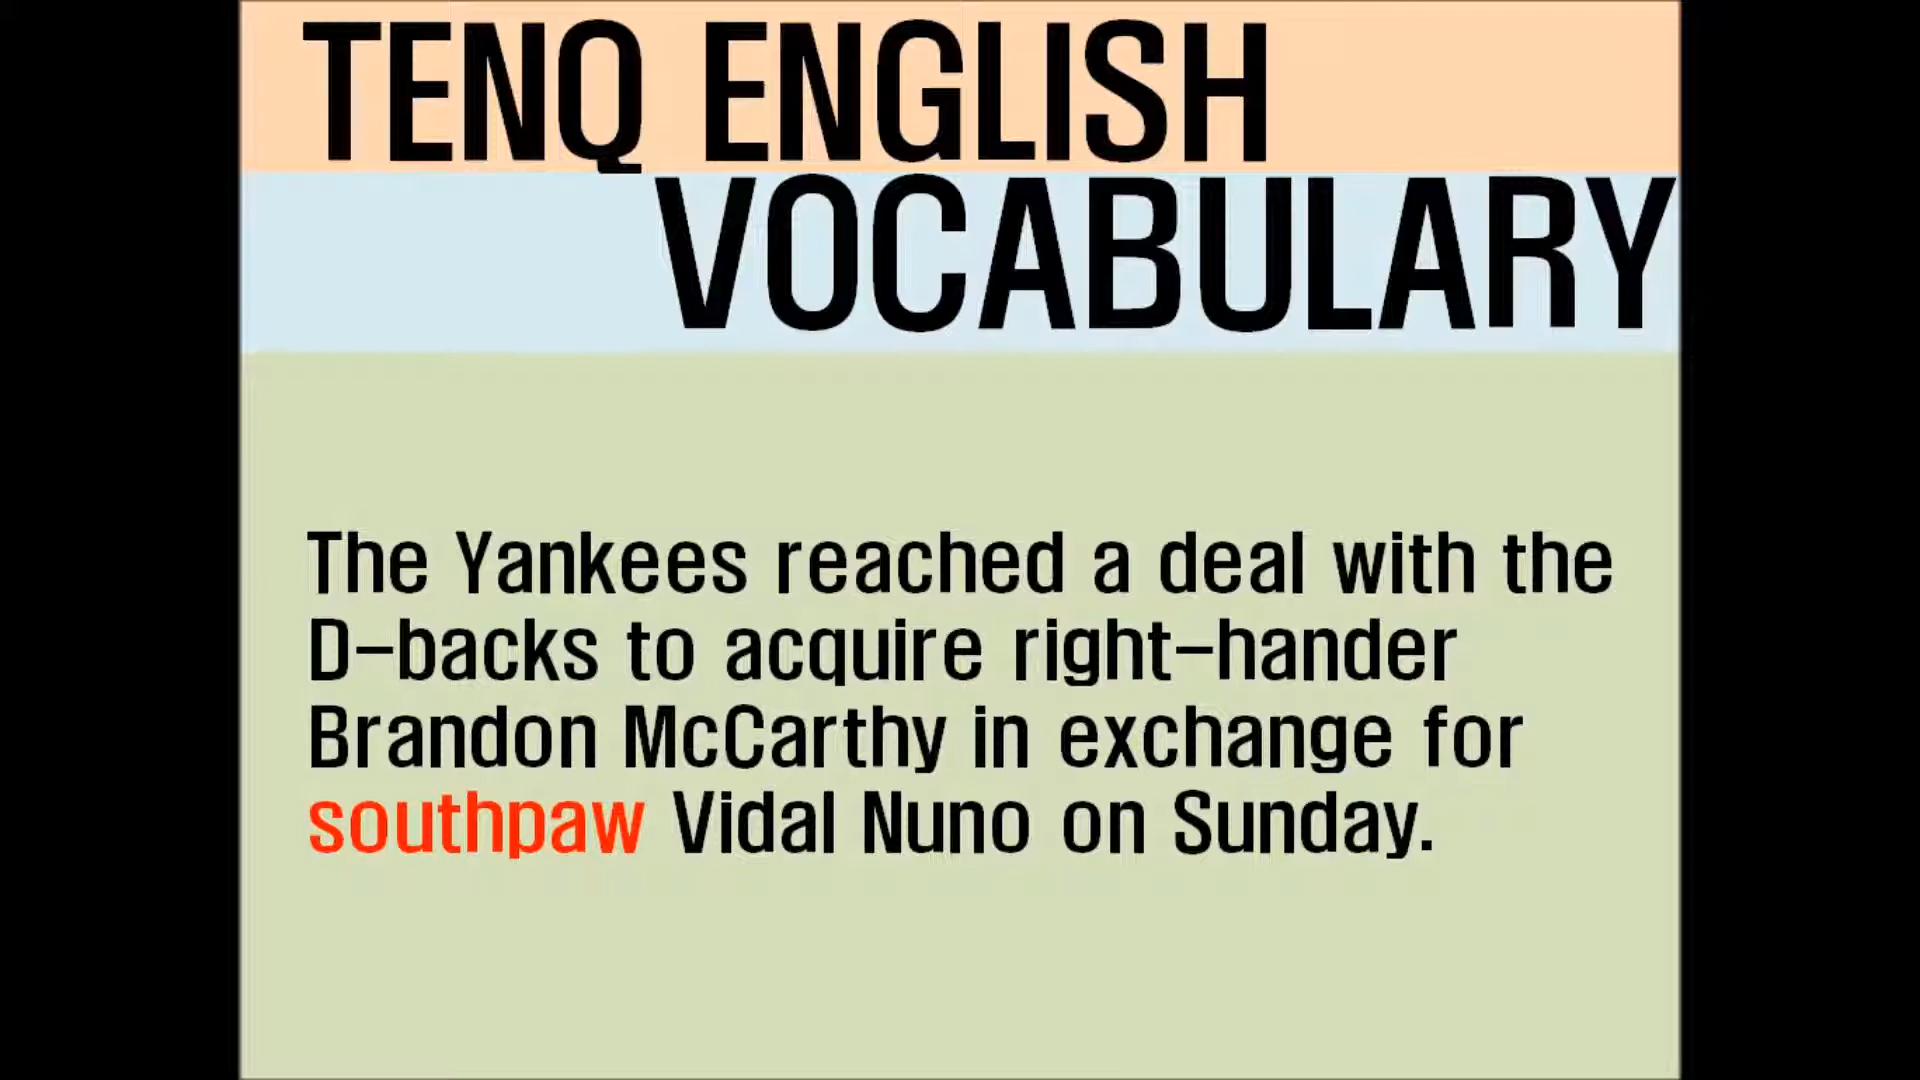 TENQ ENGLISH
VOCABULARY
The Yankees reached a deal with the
D-backs to acquire right-hander
Brandon McCarthy in exchange for
southpaw Vidal Nuno on Sunday.